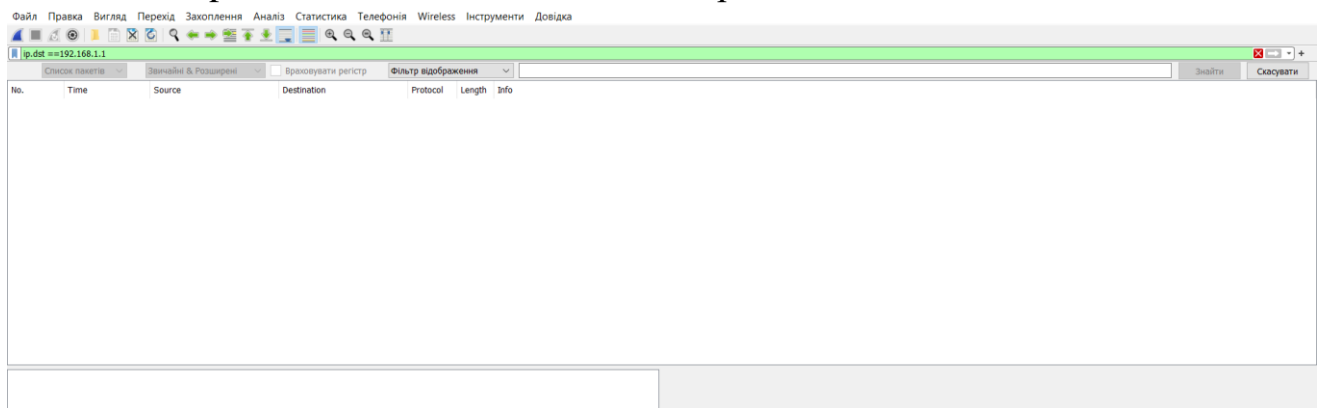 Файл Правка Вигляд Перехід Захоплення Аналіз Статистика Телефонія Wireless Інструменти Довідка
ip.dst ==192.168.1.1
Список пакетів Звичайні & Розширені Враховувати регістр Фільтр відображення Знайти Скасувати
No. Time Source Destination Protocol Length Info